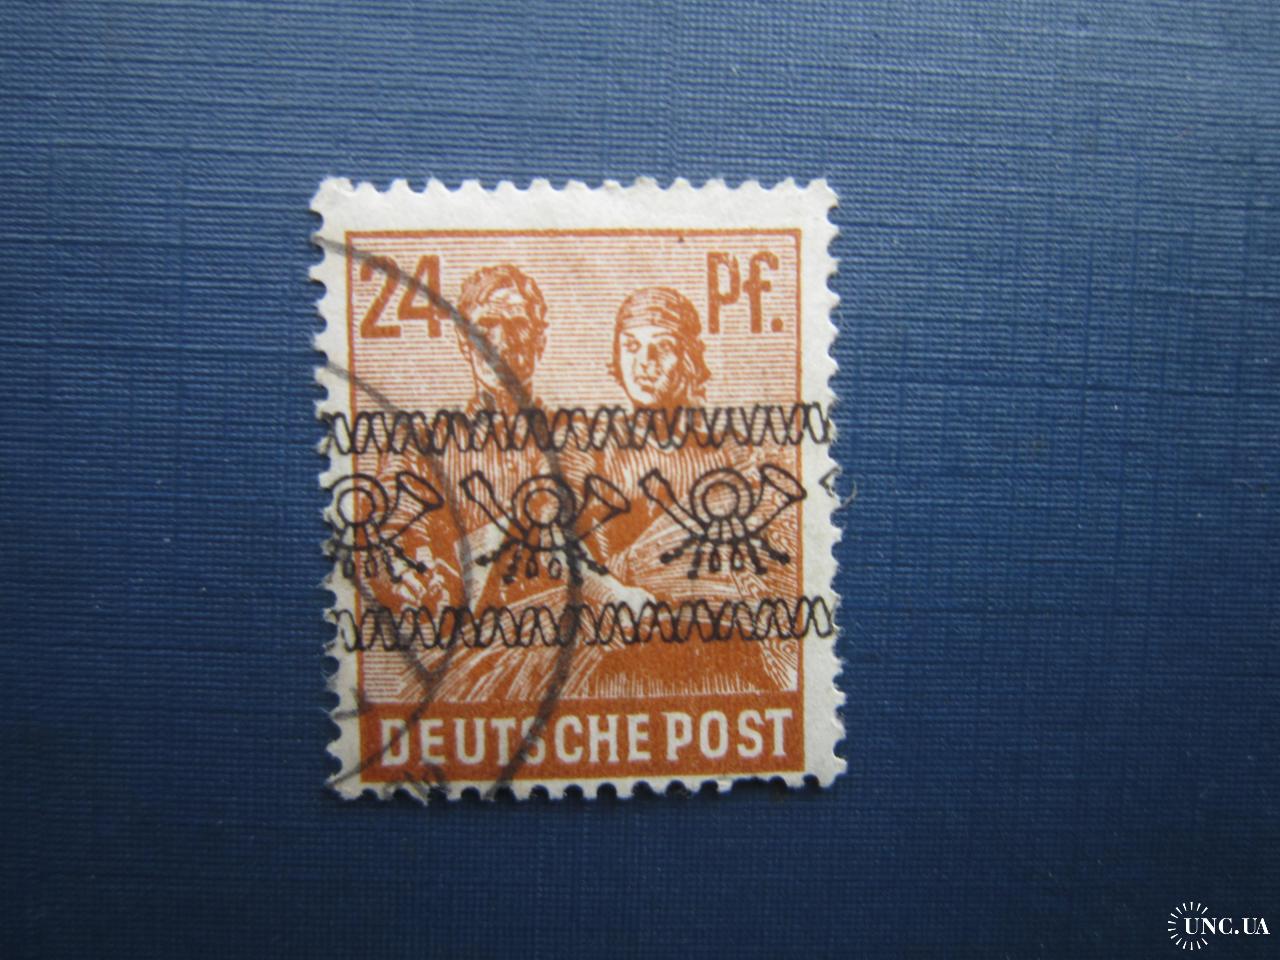 24 Pf.
DEUTSCHE POST
UNC.UA